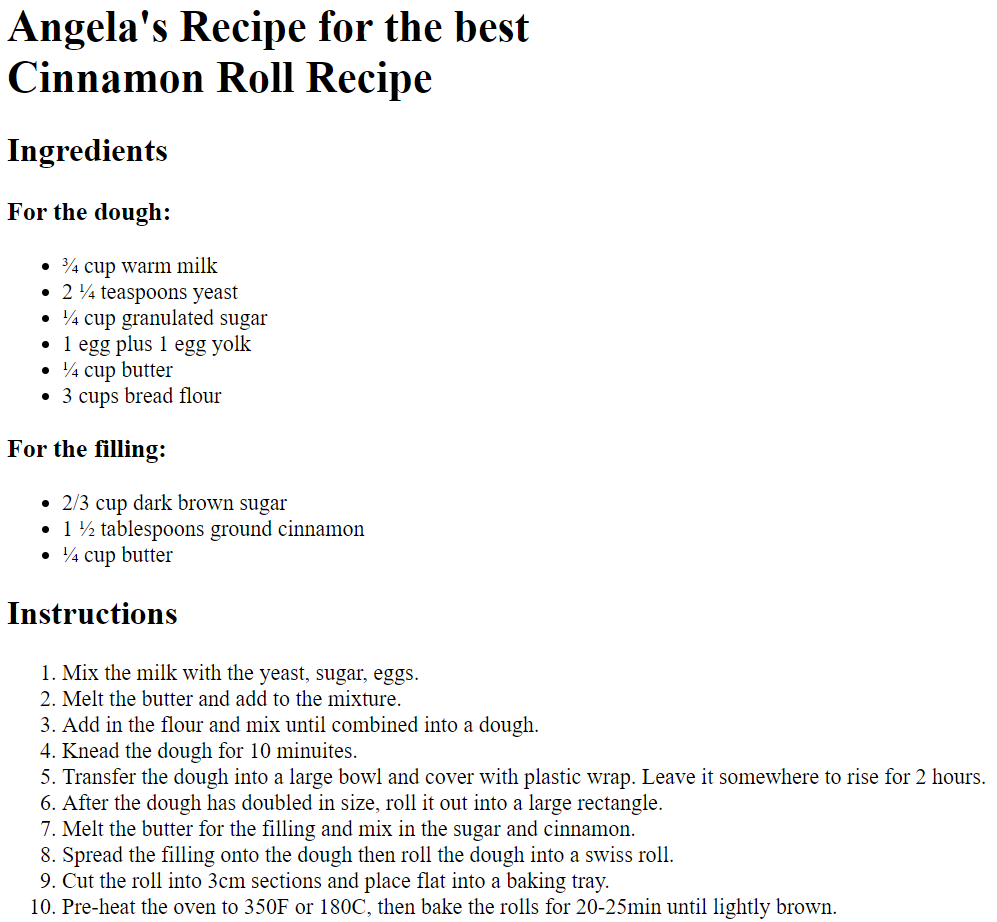 Angela's Recipe for the best
Cinnamon Roll Recipe
Ingredients
For the dough:
• ¾ cup warm milk
• 2 ¼ teaspoons yeast
• ¼ cup granulated sugar
• 1 egg plus 1 egg yolk
• ¼ cup butter
• 3 cups bread flour
For the filling:
• 2/3 cup dark brown sugar
• 1 ½ tablespoons ground cinnamon
• ¼ cup butter
Instructions
1. Mix the milk with the yeast, sugar, eggs.
2. Melt the butter and add to the mixture.
3. Add in the flour and mix until combined into a dough.
4. Knead the dough for 10 minuites.
5. Transfer the dough into a large bowl and cover with plastic wrap. Leave it somewhere to rise for 2 hours.
6. After the dough has doubled in size, roll it out into a large rectangle.
7. Melt the butter for the filling and mix in the sugar and cinnamon.
8. Spread the filling onto the dough then roll the dough into a swiss roll.
9. Cut the roll into 3cm sections and place flat into a baking tray.
10. Pre-heat the oven to 350F or 180C, then bake the rolls for 20-25min until lightly brown.